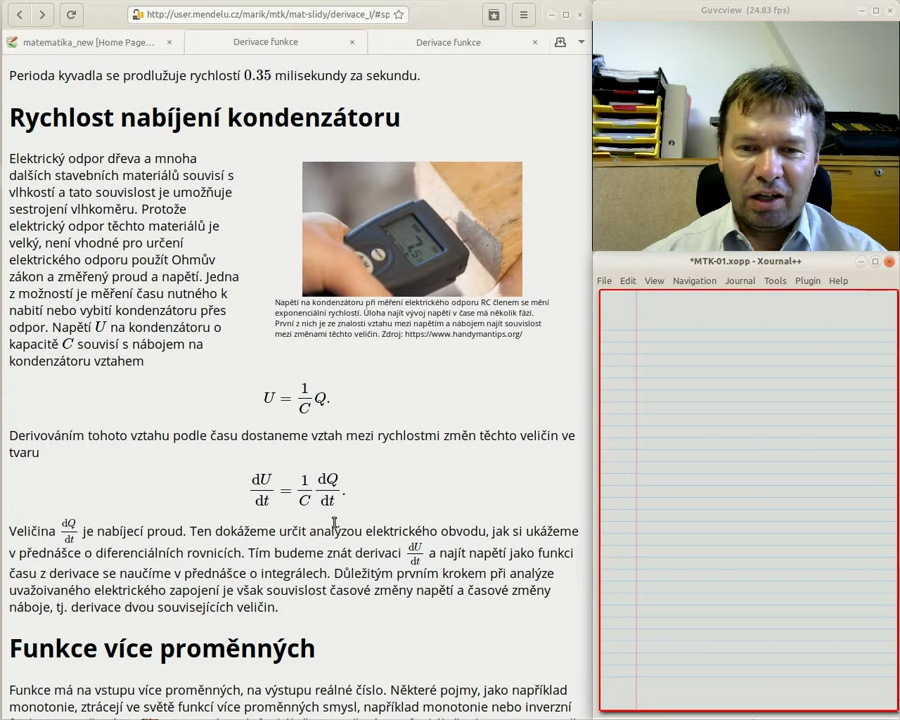 http://user.mendelu.cz/marik/mtk/mat-slidy/derivace_I/#sp
Guvcview (24.83 fps)
matematika_new [Home Page...
Derivace funkce
Derivace funkce
Perioda kyvadla se prodlužuje rychlostí 0.35 milisekundy za sekundu.
Rychlost nabíjení kondenzátoru
Elektrický odpor dřeva a mnoha
dalších stavebních materiálů souvisí s
vlhkostí a tato souvislost je umožňuje
sestrojení vlhkoměru. Protože
elektrický odpor těchto materiálů je
velký, není vhodné pro určení
elektrického odporu použít Ohmův
zákon a změřený proud a napětí. Jedna
z možností je měření času nutného k
nabití nebo vybití kondenzátoru přes
odpor. Napětí U na kondenzátoru o
kapacitě C souvisí s nábojem na
kondenzátoru vztahem
Napětí na kondenzátoru při měření elektrického odporu RC členem se mění
exponenciální rychlostí. Úloha najít vývoj napětí v čase má několik fází.
První z nich je ze znalosti vztahu mezi napětím a nábojem najít souvislost
mezi změnami těchto veličin. Zdroj: https://www.handymantips.org/
U = 1/C Q.
Derivováním tohoto vztahu podle času dostaneme vztah mezi rychlostmi změn těchto veličin ve
tvaru
dU/dt = 1/C dQ/dt.
Veličina dQ/dt je nabíjecí proud. Ten dokážeme určit analýzou elektrického obvodu, jak si ukážeme
v přednášce o diferenciálních rovnicích. Tím budeme znát derivaci dU/dt a najít napětí jako funkci
času z derivace se naučíme v přednášce o integrálech. Důležitým prvním krokem při analýze
uvažoivaného elektrického zapojení je však souvislost časové změny napětí a časové změny
náboje, tj. derivace dvou souvisejících veličin.
Funkce více proměnných
Funkce má na vstupu více proměnných, na výstupu reálné číslo. Některé pojmy, jako například
monotonie, ztrácejí ve světě funkcí více proměnných smysl, například monotonie nebo inverzní
*MTK-01.xopp - Xournal++
File Edit View Navigation Journal Tools Plugin Help